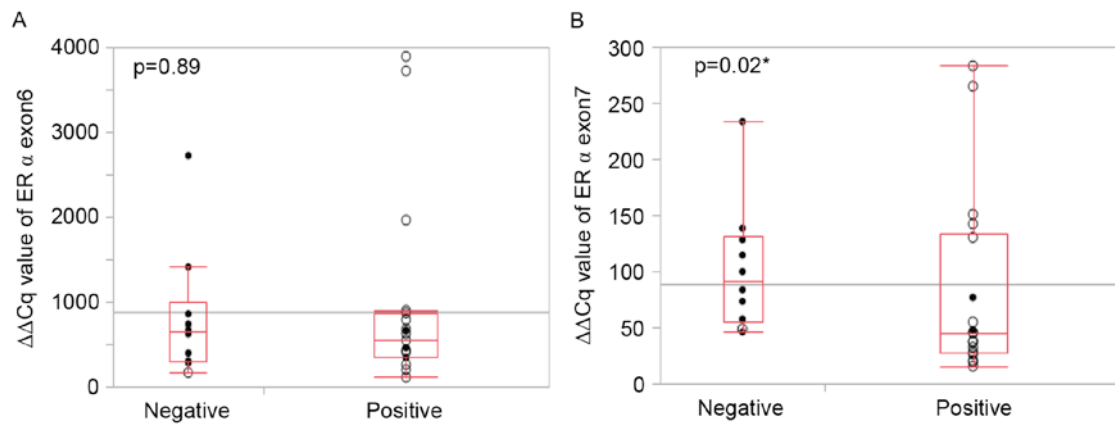 A
ΔΔCq value of ER α exon6
4000
3000
2000
1000
0
p=0.89
Negative
Positive
B
ΔΔCq value of ER α exon7
300
250
200
150
100
50
0
p=0.02*
Negative
Positive